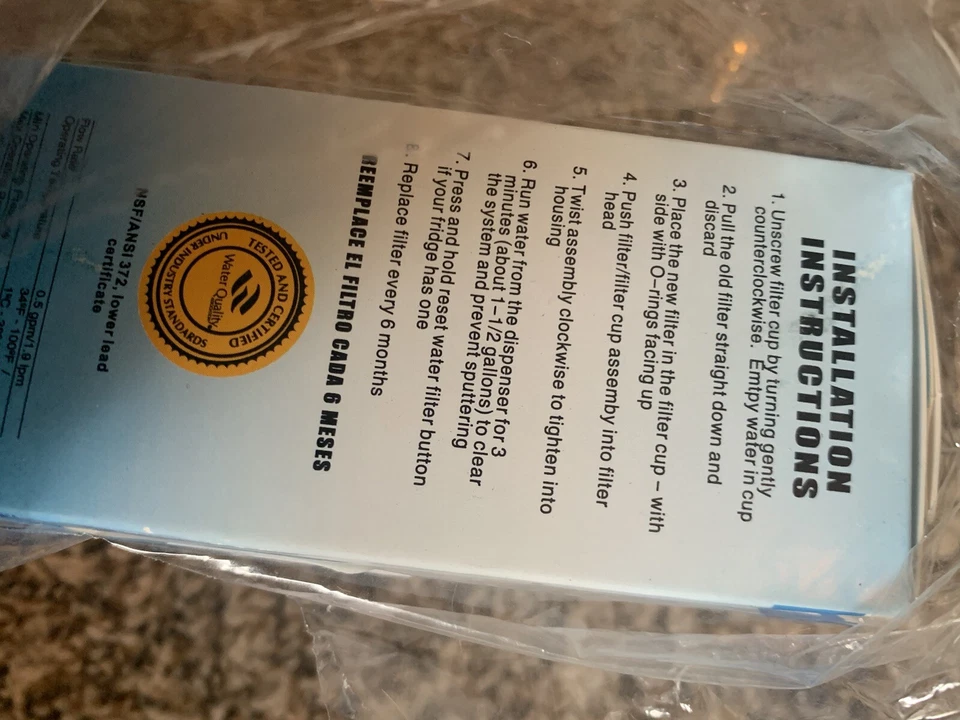 INSTALLATION
INSTRUCTIONS
1. Unscrew filter cup by turning gently
counterclockwise. Emtpy water in cup
2. Pull the old filter straight down and
discard
3. Place the new filter in the filter cup – with
side with O–rings facing up
4. Push filter/filter cup assemby into filter
head
5. Twist assembly clockwise to tighten into
housing
6. Run water from the dispenser for 3
minutes (about 1–1/2 gallons) to clear
the system and prevent sputtering
7. Press and hold reset water filter button
if your fridge has one
8. Replace filter every 6 months
REEMPLACE EL FILTRO CADA 6 MESES
TESTED AND CERTIFIED
Water Quality
UNDER INDUSTRY STANDARDS
NSF/ANSI 372, lower lead
certificate
0.5 gpm/1.9 lpm